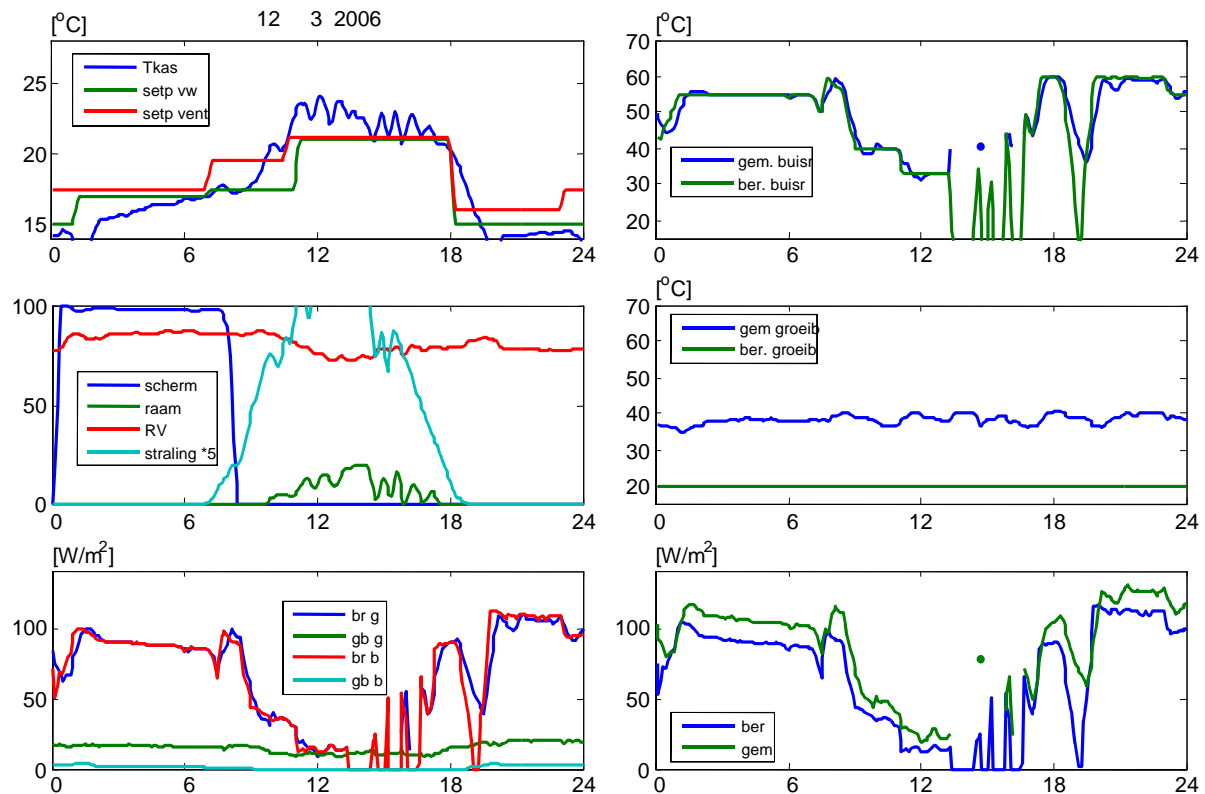 12 3 2006
[°C]
Tkas
setp vw
setp vent
25
20
15
0 6 12 18 24
[°C]
gem. buisr
ber. buisr
70
60
50
40
30
20
0 6 12 18 24
scherm
raam
RV
straling *5
100
50
0
0 6 12 18 24
[°C]
gem groeib
ber. groeib
70
60
50
40
30
20
0 6 12 18 24
[W/m²]
br g
gb g
br b
gb b
100
50
0
0 6 12 18 24
[W/m²]
ber
gem
100
50
0
0 6 12 18 24